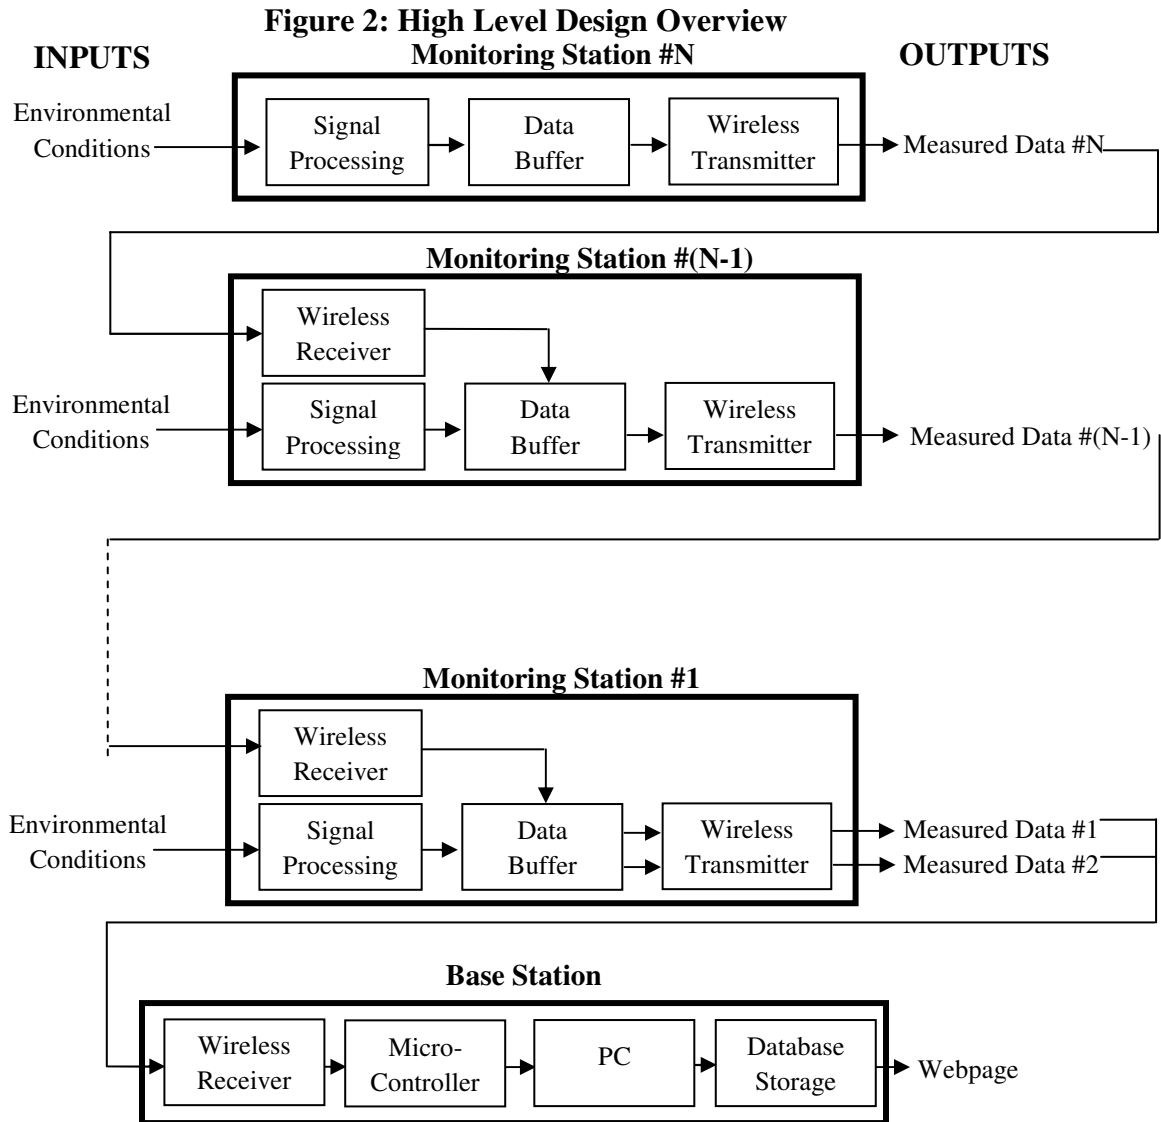 Figure 2: High Level Design Overview
INPUTS
Monitoring Station #N
OUTPUTS
Environmental
Conditions
Signal
Processing
Data
Buffer
Wireless
Transmitter
Measured Data #N
Monitoring Station #(N-1)
Wireless
Receiver
Environmental
Conditions
Signal
Processing
Data
Buffer
Wireless
Transmitter
Measured Data #(N-1)
Monitoring Station #1
Wireless
Receiver
Environmental
Conditions
Signal
Processing
Data
Buffer
Wireless
Transmitter
Measured Data #1
Measured Data #2
Base Station
Wireless
Receiver
Micro-
Controller
PC
Database
Storage
Webpage